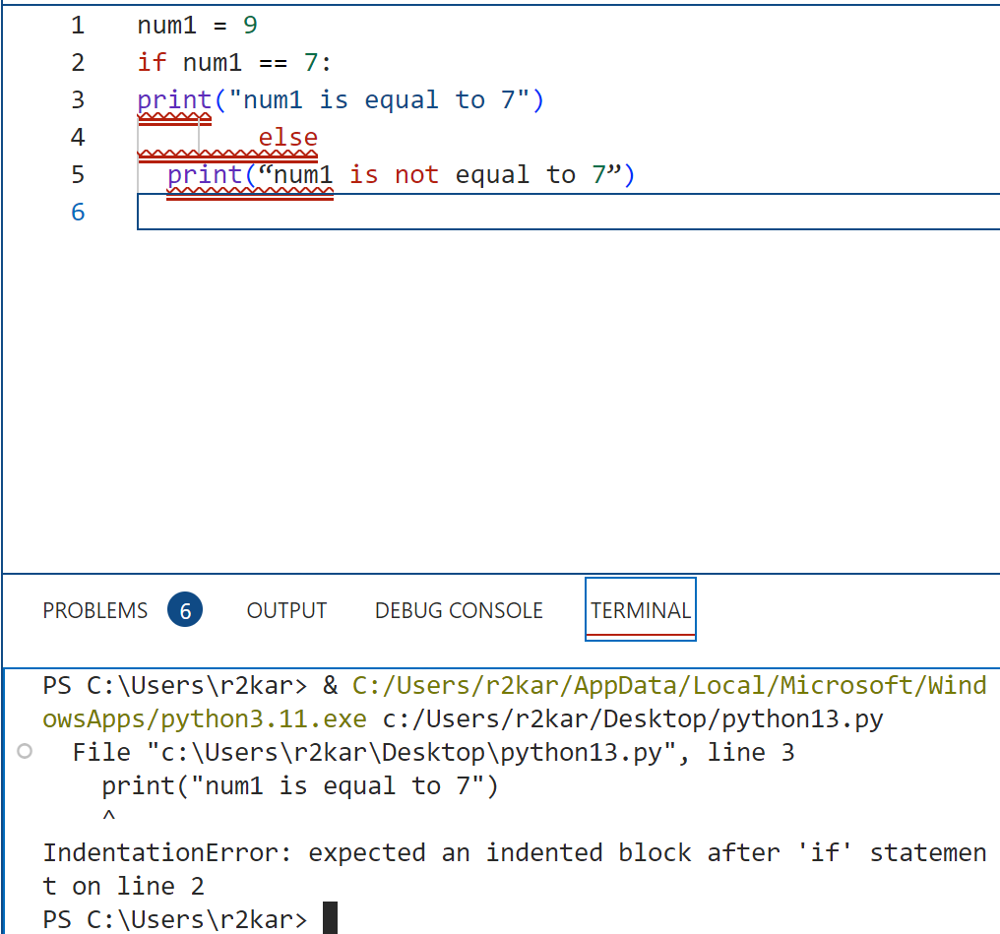 1 num1 = 9
2 if num1 == 7:
3 print("num1 is equal to 7")
4         else
5   print(“num1 is not equal to 7”)
6
PROBLEMS 6 OUTPUT DEBUG CONSOLE TERMINAL
PS C:\Users\r2kar> & C:/Users/r2kar/AppData/Local/Microsoft/Wind
owsApps/python3.11.exe c:/Users/r2kar/Desktop/python13.py
  File "c:\Users\r2kar\Desktop\python13.py", line 3
    print("num1 is equal to 7")
    ^
IndentationError: expected an indented block after 'if' statemen
t on line 2
PS C:\Users\r2kar>